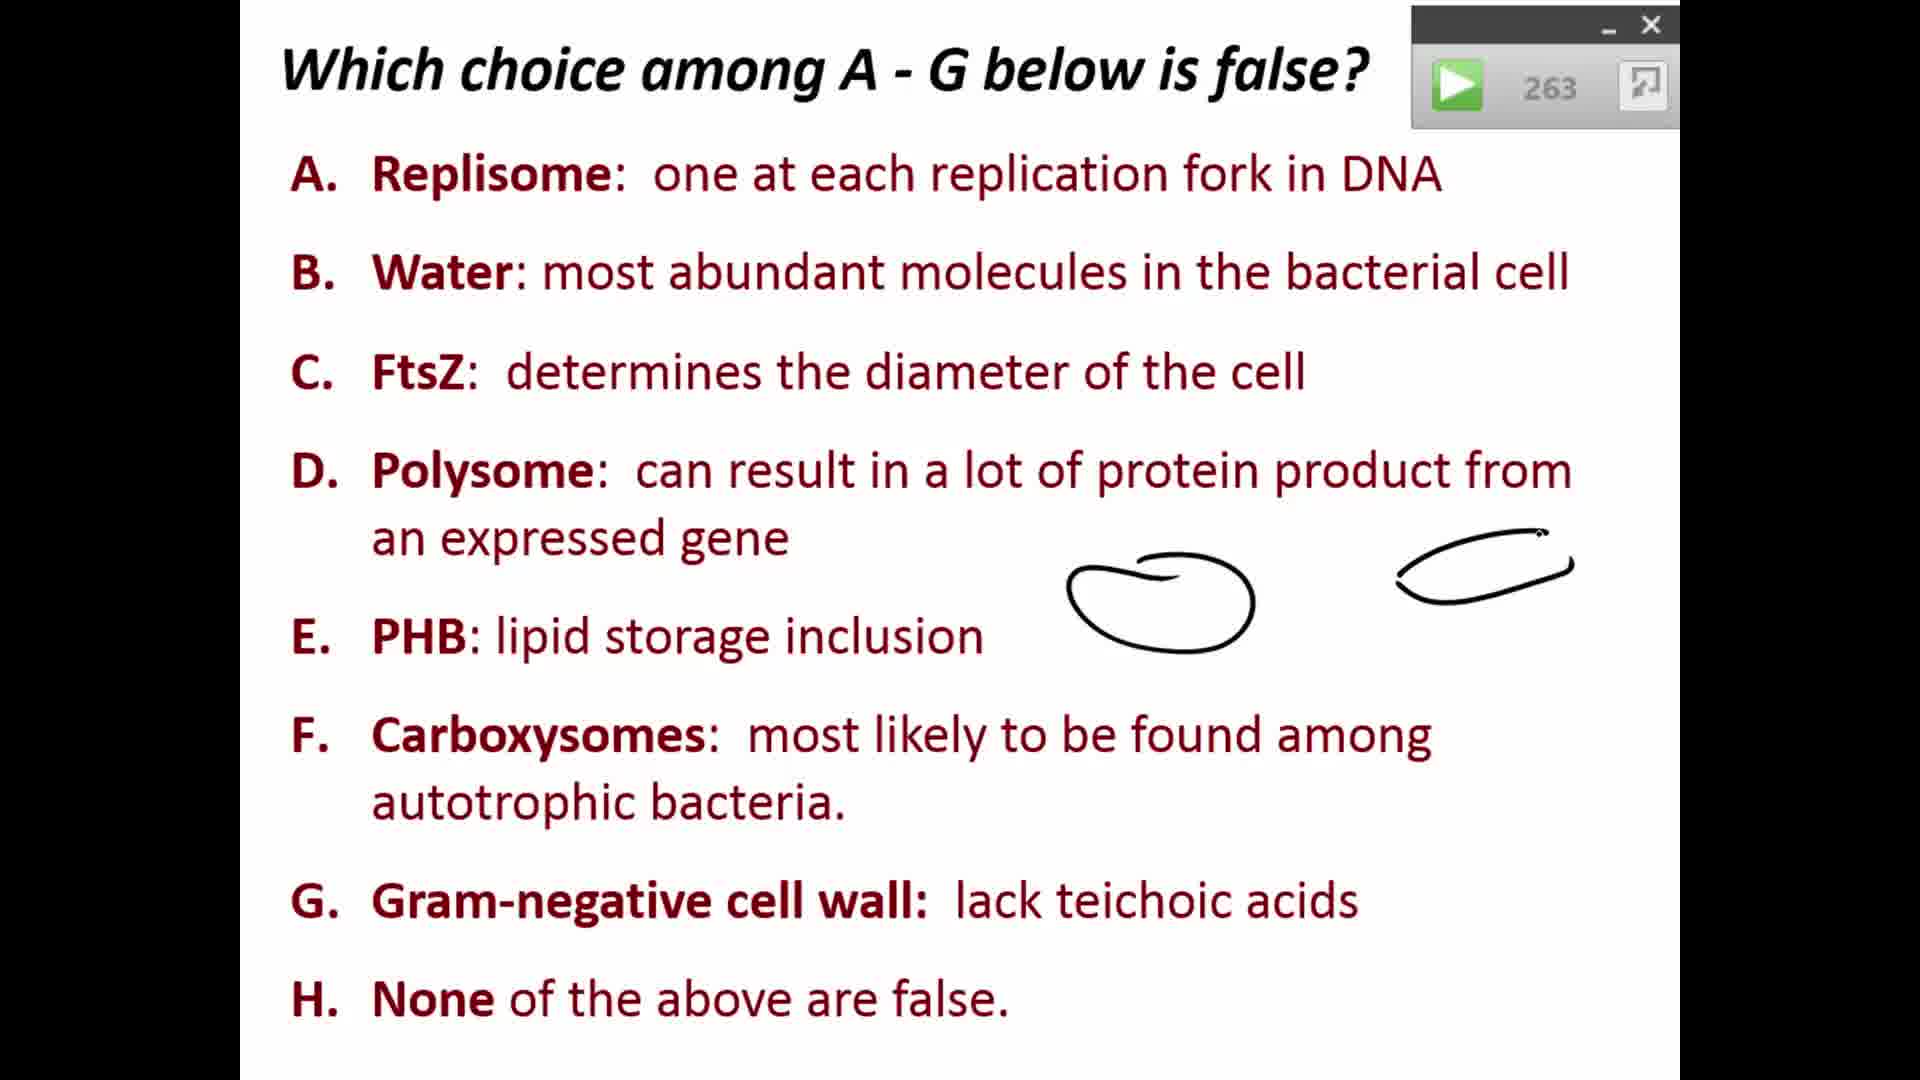 Which choice among A - G below is false?
263
A. Replisome: one at each replication fork in DNA
B. Water: most abundant molecules in the bacterial cell
C. FtsZ: determines the diameter of the cell
D. Polysome: can result in a lot of protein product from
an expressed gene
E. PHB: lipid storage inclusion
F. Carboxysomes: most likely to be found among
autotrophic bacteria.
G. Gram-negative cell wall: lack teichoic acids
H. None of the above are false.